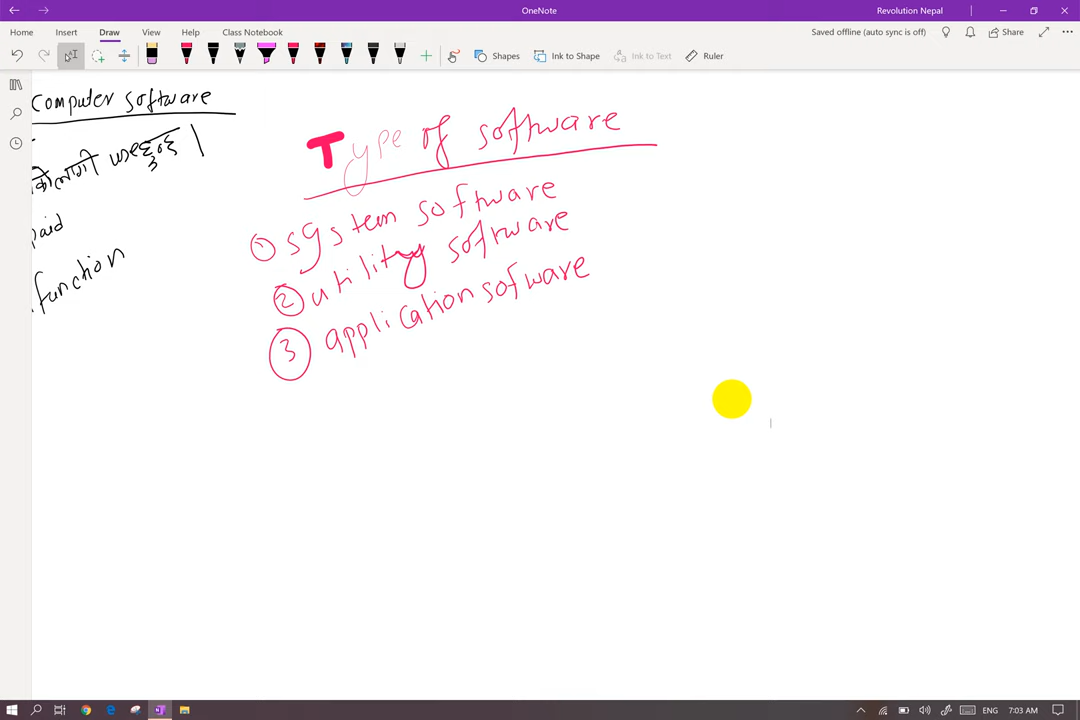 OneNote
Revolution Nepal
Home Insert Draw View Help Class Notebook
Saved offline (auto sync is off)
Share
Shapes Ink to Shape Ink to Text Ruler
Computer software
paid
function
Type of software
① system software
② utility software
③ application sofware
ENG 7:03 AM